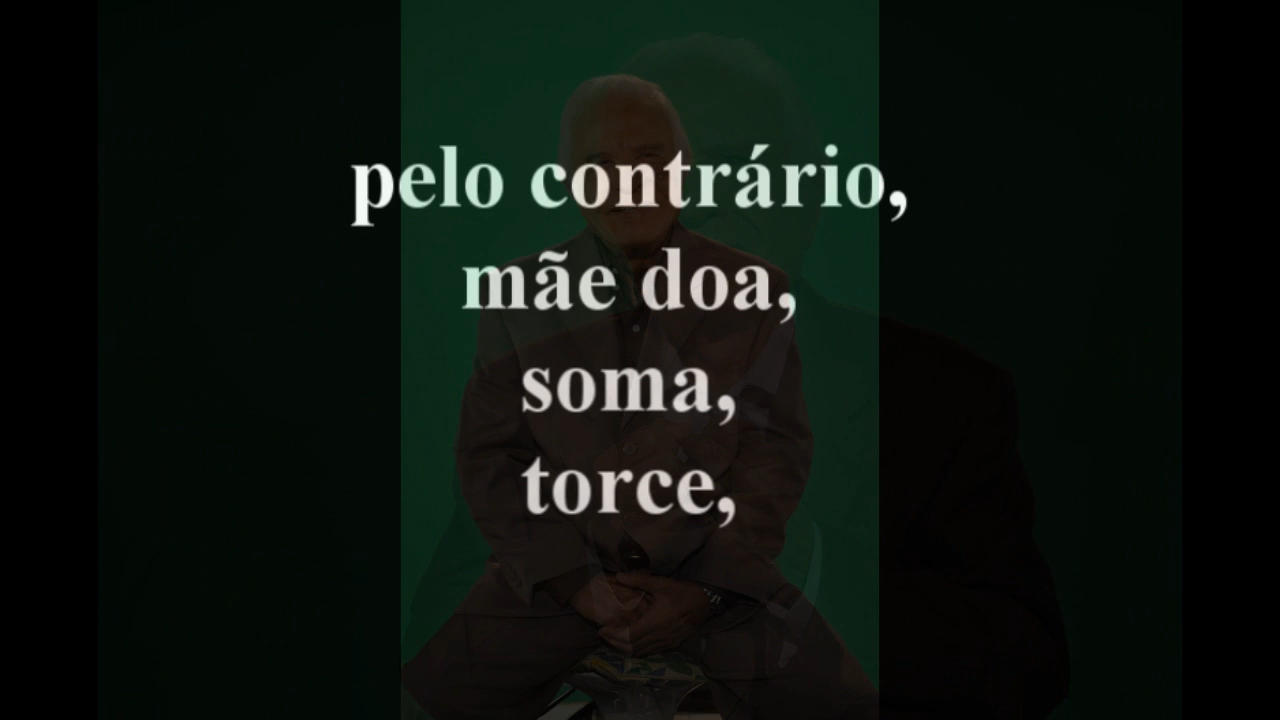 pelo contrário,
mãe doa,
soma,
torce,